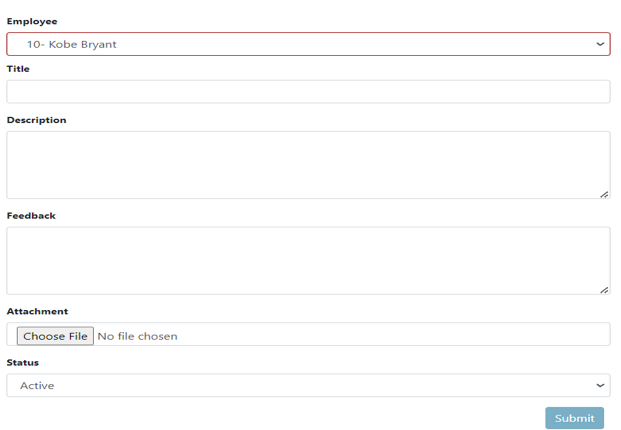 Employee
10- Kobe Bryant
Title
Description
Feedback
Attachment
Choose File No file chosen
Status
Active
Submit